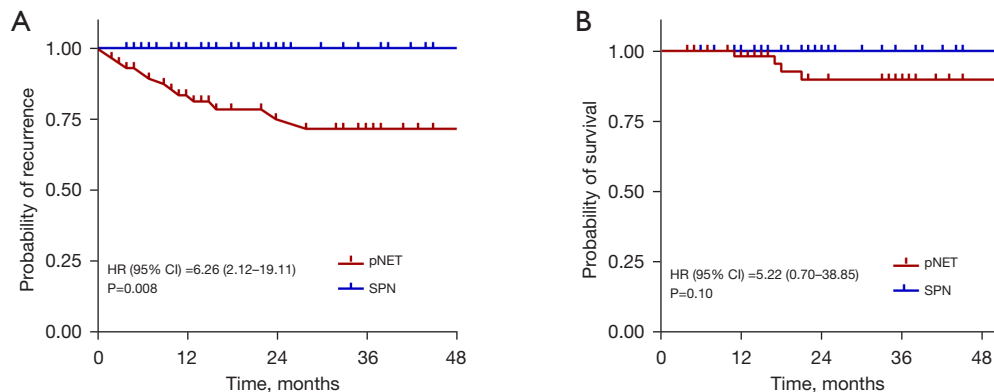 A
1.00
0.75
0.50
0.25
0.00
Probability of recurrence
HR (95% CI) =6.26 (2.12–19.11)
P=0.008
pNET
SPN
0 12 24 36 48
Time, months
B
1.00
0.75
0.50
0.25
0.00
Probability of survival
HR (95% CI) =5.22 (0.70–38.85)
P=0.10
pNET
SPN
0 12 24 36 48
Time, months